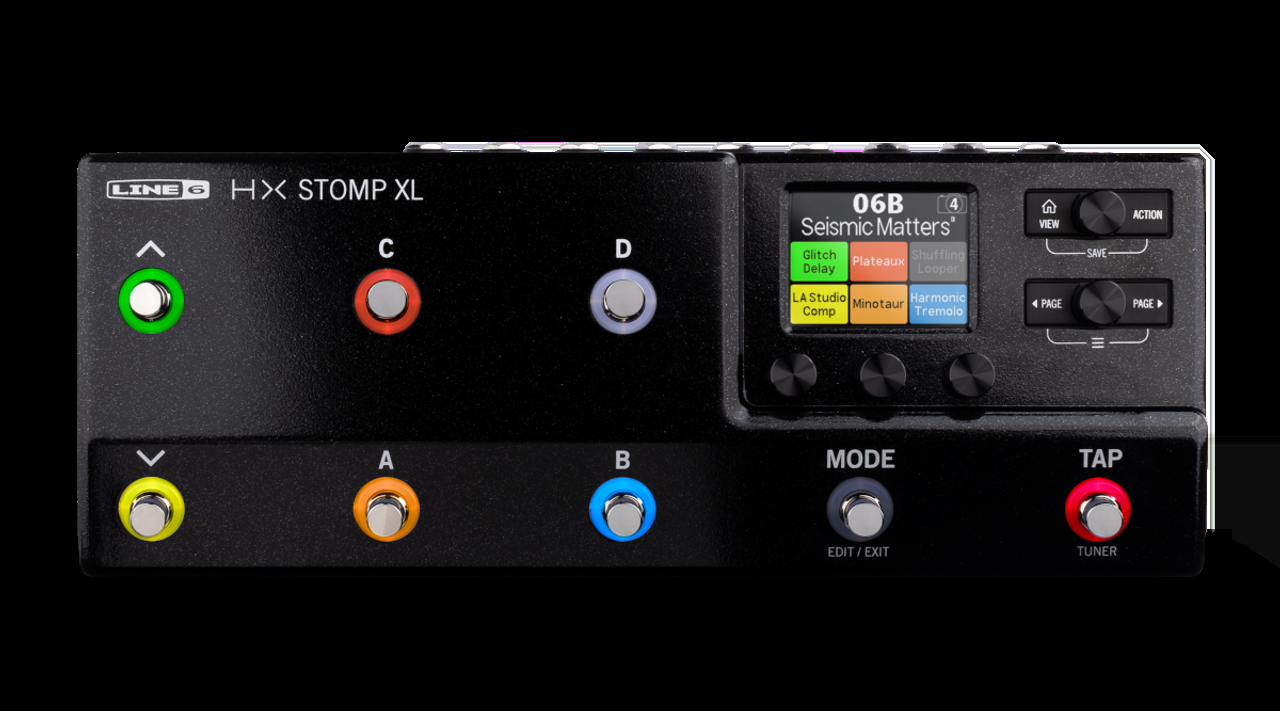 LINE 6 HX STOMP XL
C
D
06B 4
Seismic Matters
Glitch Delay
Plateaux
Shuffling Looper
LA Studio Comp
Minotaur
Harmonic Tremolo
VIEW
ACTION
SAVE
PAGE
PAGE
A
B
MODE
EDIT / EXIT
TAP
TUNER